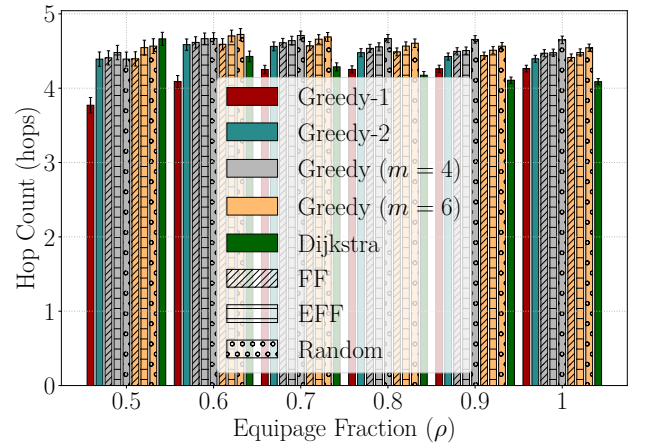 5
4
3
2
1
0
Hop Count (hops)
Greedy-1
Greedy-2
Greedy (m = 4)
Greedy (m = 6)
Dijkstra
FF
EFF
Random
0.5 0.6 0.7 0.8 0.9 1
Equipage Fraction (ρ)